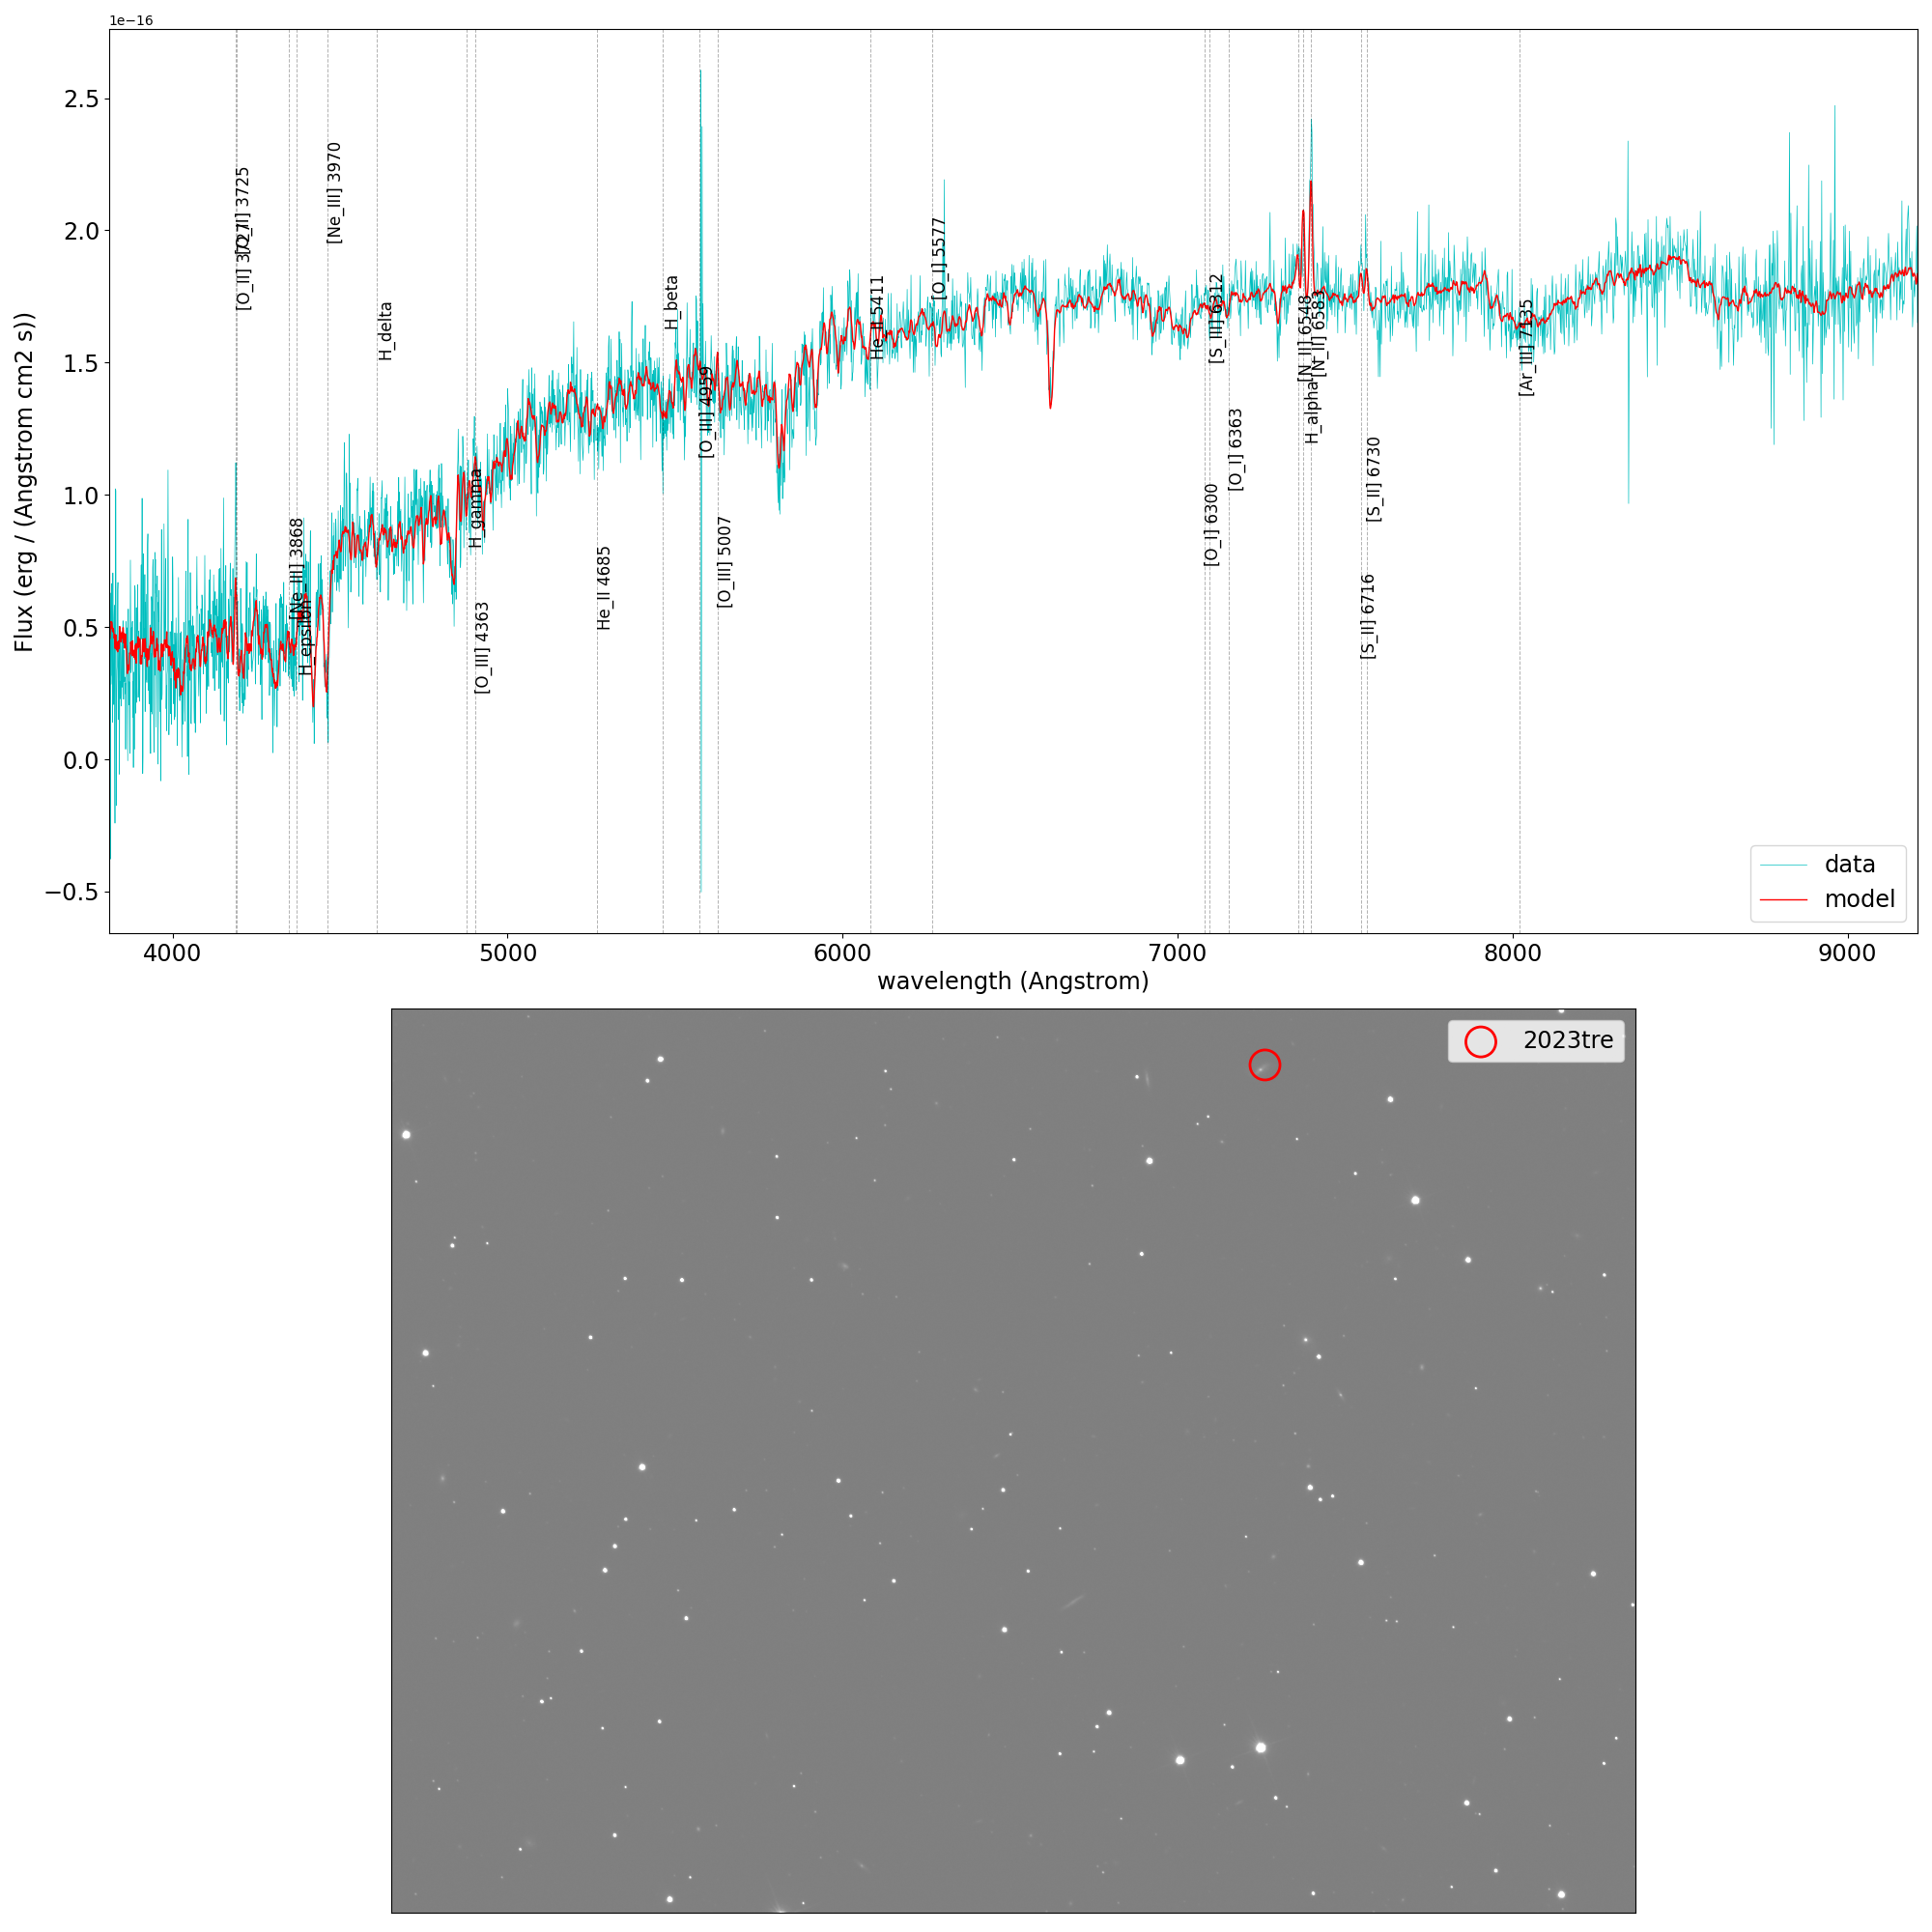 1e−16
Flux (erg / (Angstrom cm2 s))
2.5
2.0
1.5
1.0
0.5
0.0
−0.5
[O_II] 3725
[O_II] 3727
[Ne_III] 3868
H_epsilon
[Ne_III] 3970
H_delta
H_gamma
[O_III] 4363
He_II 4685
H_beta
[O_III] 4959
[O_III] 5007
He_II 5411
[O_I] 5577
[O_I] 6300
[S_III] 6312
[O_I] 6363
[N_II] 6548
H_alpha
[N_II] 6583
[S_II] 6716
[S_II] 6730
[Ar_III] 7135
data
model
4000
5000
6000
7000
8000
9000
wavelength (Angstrom)
2023tre